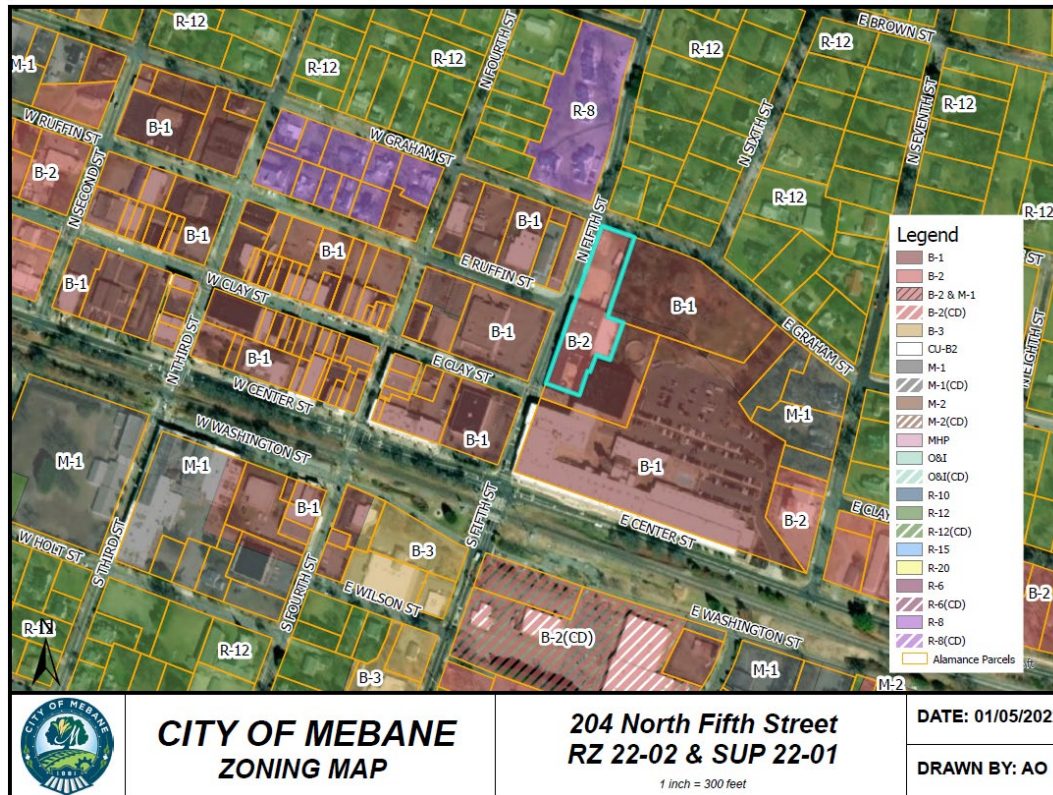 R-12
E BROWN ST
R-12
R-12
R-12
R-12
N FOURTH ST
M-1
R-12
R-8
N SEVENTH ST
W RUFFIN ST
B-1
W GRAHAM ST
N SIXTH ST
B-2
N SECOND ST
R-12
R-12
B-1
B-1
N FIFTH ST
B-1
E RUFFIN ST
B-1
W CLAY ST
B-1
E GRAHAM ST
N EIGHTH ST
N THIRD ST
B-1
E CLAY ST
B-2
W CENTER ST
M-1
W WASHINGTON ST
B-1
B-1
M-1
M-1
B-1
B-2
E CLAY
S FIFTH ST
E CENTER ST
W HOLT ST
S THIRD ST
B-3
B-2
S FOURTH ST
E WILSON ST
E WASHINGTON ST
R-12
B-2(CD)
M-1
B-3
M-2
N
Legend
B-1
B-2
B-2 & M-1
B-2(CD)
B-3
CU-B2
M-1
M-1(CD)
M-2
M-2(CD)
MHP
O&I
O&I(CD)
R-10
R-12
R-12(CD)
R-15
R-20
R-6
R-6(CD)
R-8
R-8(CD)
Alamance Parcels
CITY OF MEBANE
1881
CITY OF MEBANE
ZONING MAP
204 North Fifth Street
RZ 22-02 & SUP 22-01
1 inch = 300 feet
DATE: 01/05/202
DRAWN BY: AO